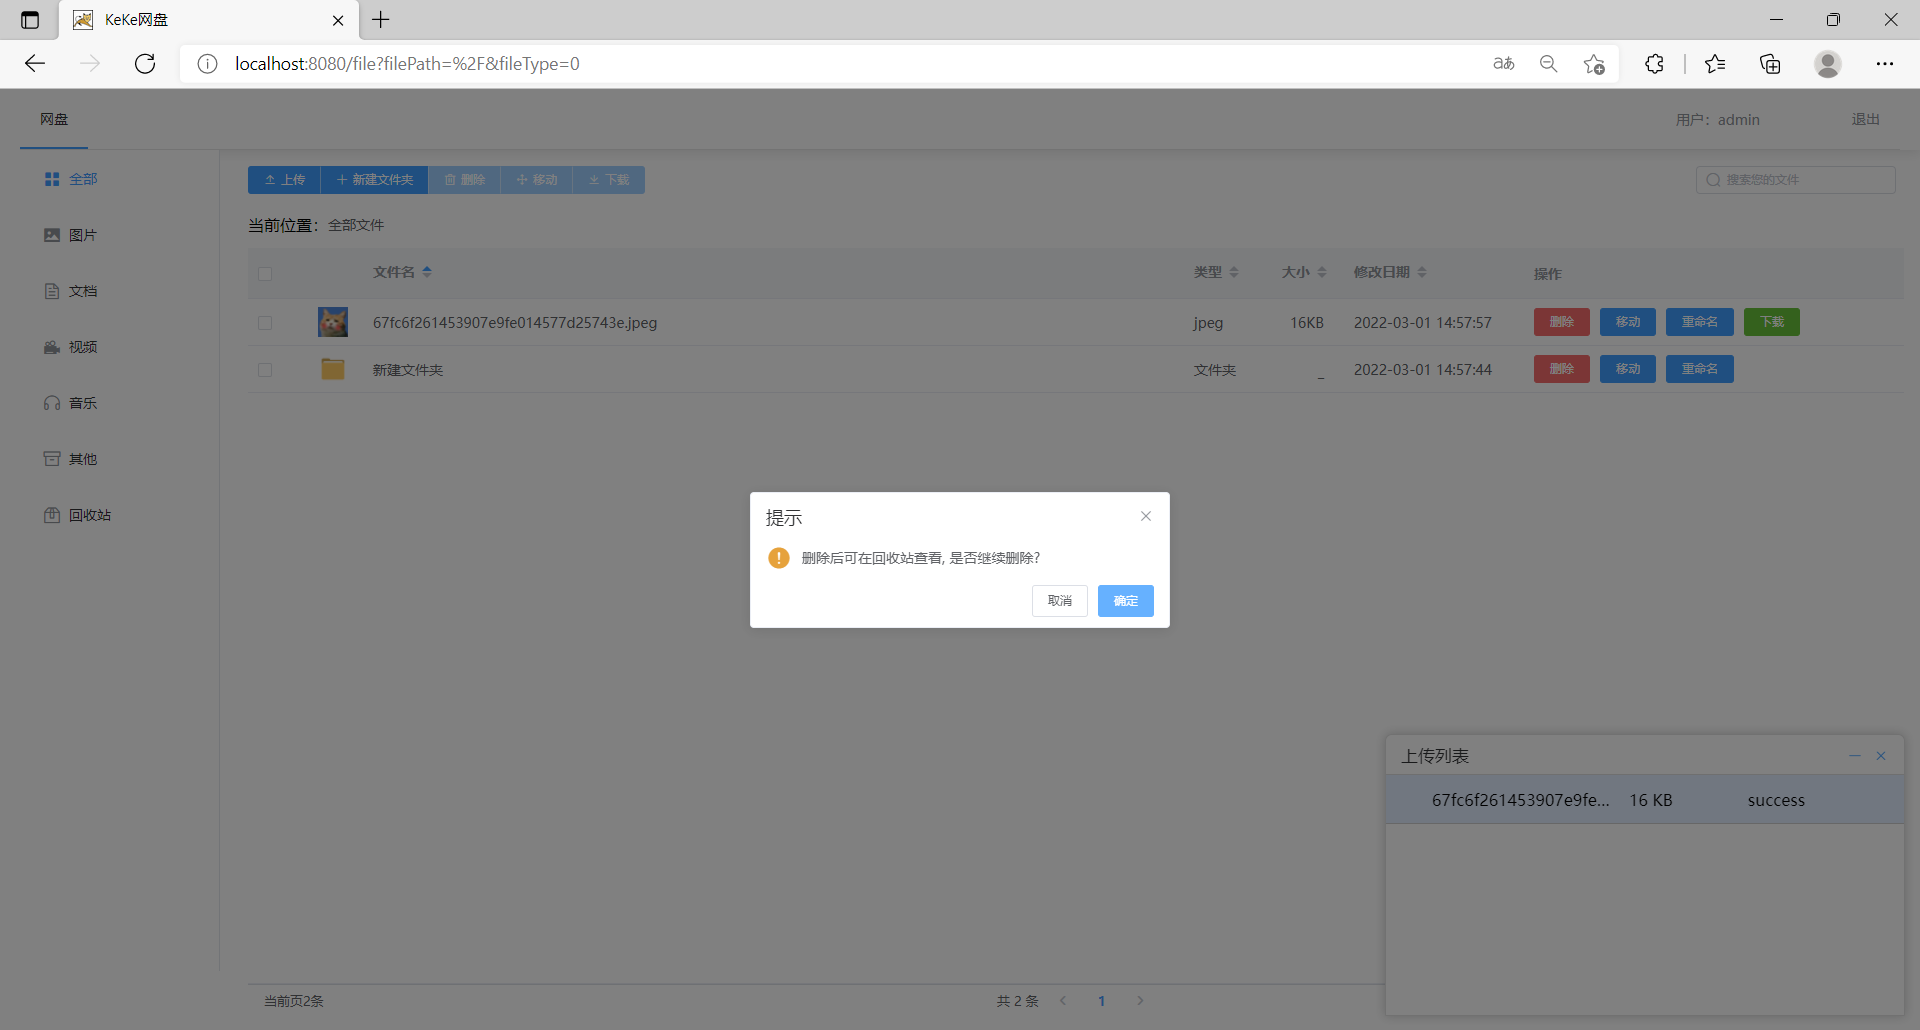 KeKe网盘
localhost:8080/file?filePath=%2F&fileType=0
aあ
网盘
用户：admin
退出
全部
图片
文档
视频
音乐
其他
回收站
上传 新建文件夹 删除 移动 下载
搜索您的文件
当前位置：全部文件
文件名 类型 大小 修改日期 操作
67fc6f261453907e9fe014577d25743e.jpeg jpeg 16KB 2022-03-01 14:57:57 删除 移动 重命名 下载
新建文件夹 文件夹 _ 2022-03-01 14:57:44 删除 移动 重命名
提示
删除后可在回收站查看, 是否继续删除?
取消 确定
上传列表
67fc6f261453907e9fe... 16 KB success
当前页2条 共 2 条 1